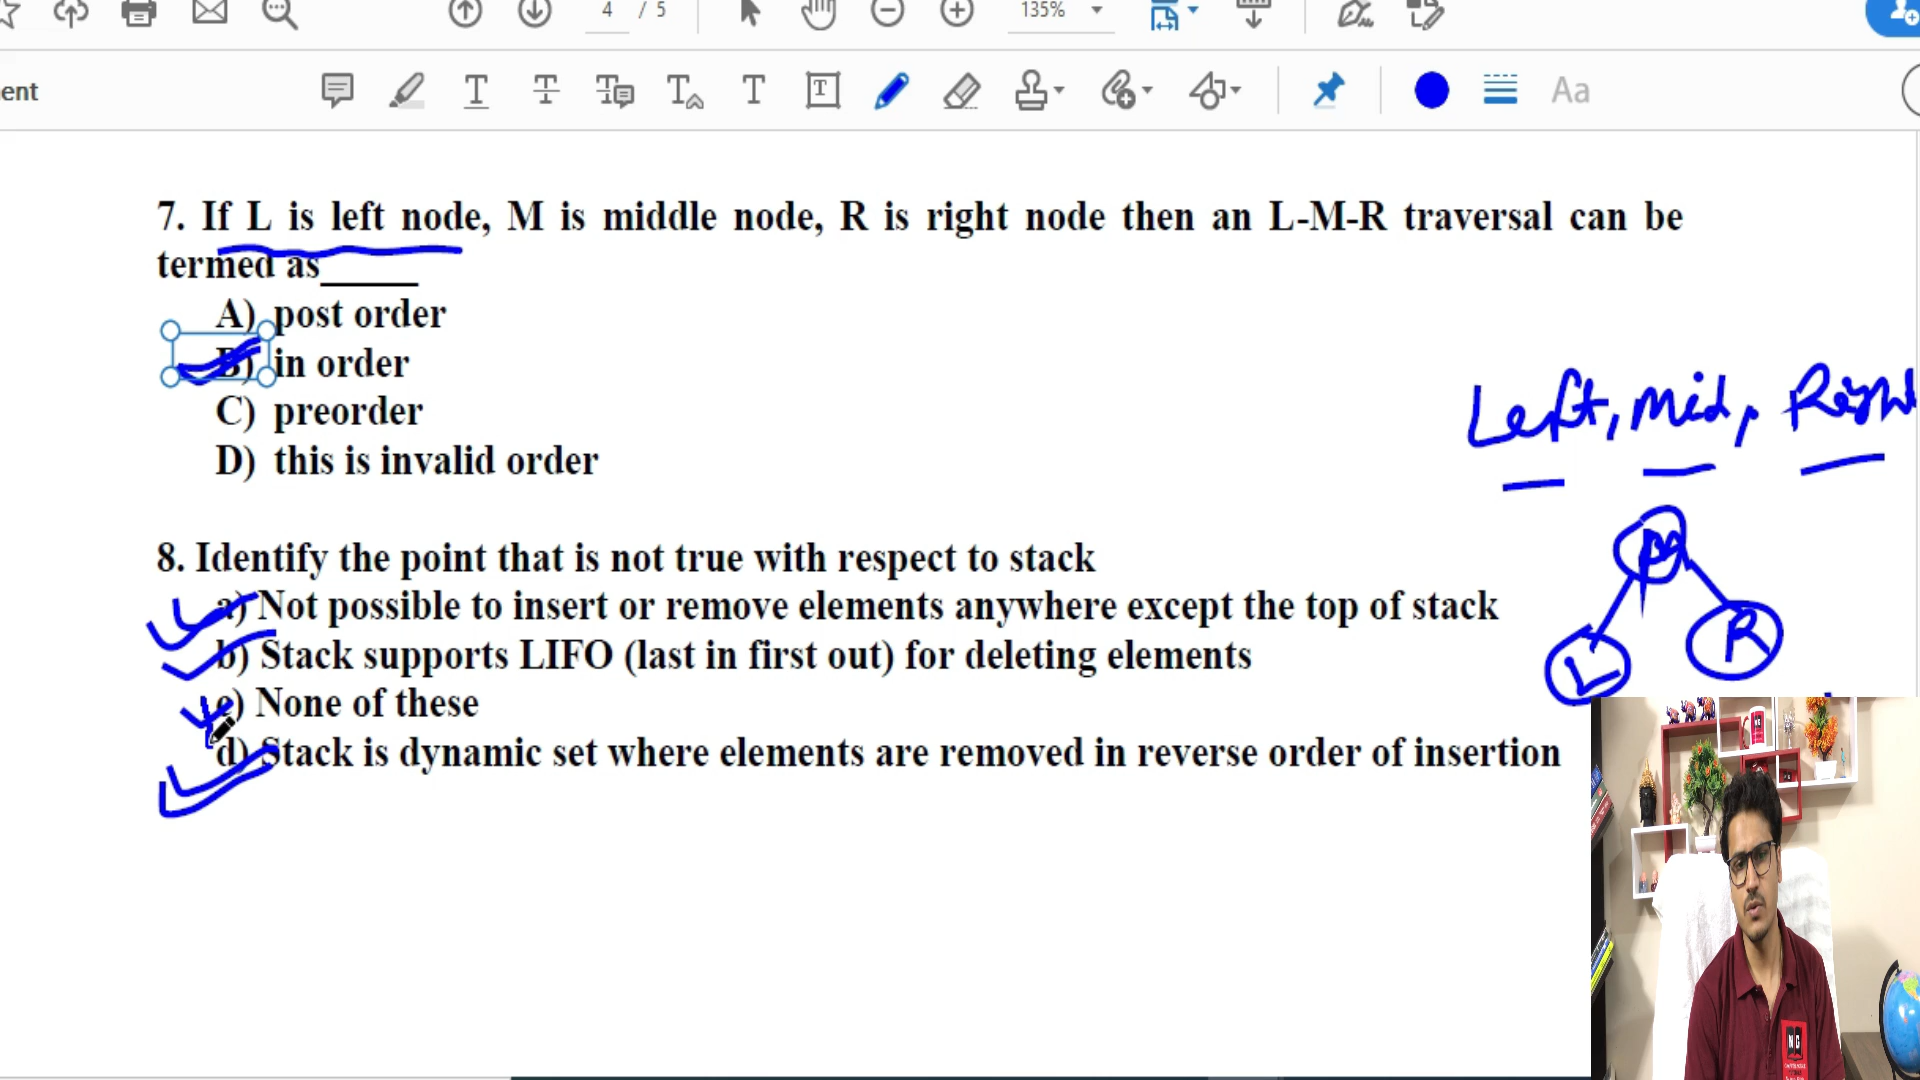 4 / 5
135%
ent
T T T T T T Aa
7. If L is left node, M is middle node, R is right node then an L-M-R traversal can be
termed as_____
A) post order
B) in order
C) preorder
D) this is invalid order
Left, Mid, Right
M
L R
8. Identify the point that is not true with respect to stack
a) Not possible to insert or remove elements anywhere except the top of stack
b) Stack supports LIFO (last in first out) for deleting elements
c) None of these
d) Stack is dynamic set where elements are removed in reverse order of insertion
NG